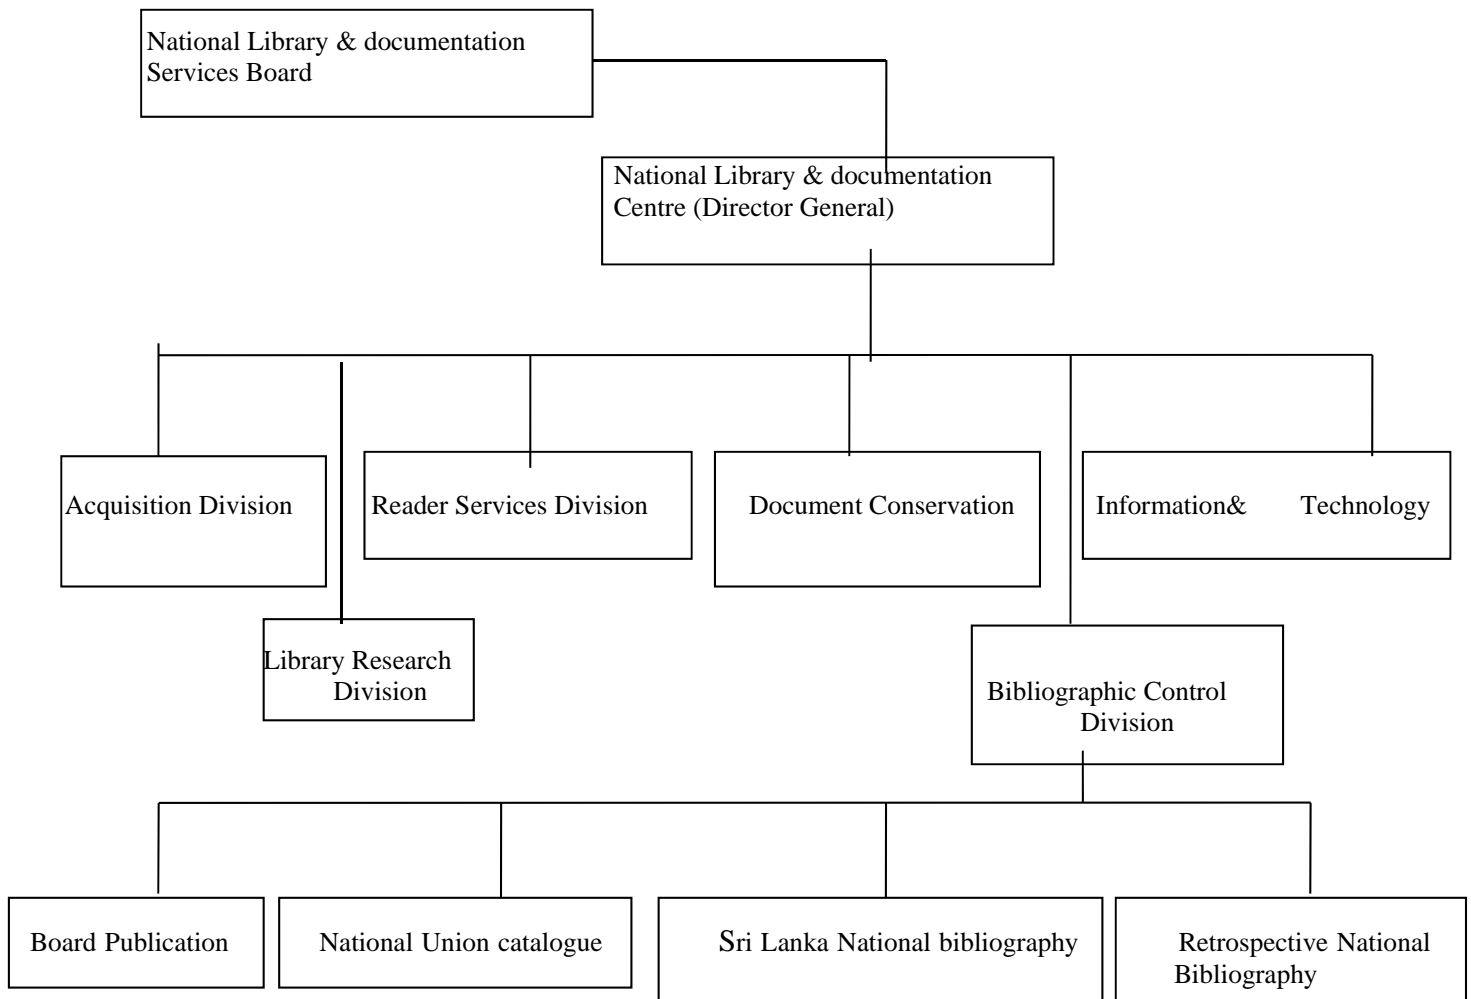 National Library & documentation
Services Board
National Library & documentation
Centre (Director General)
Acquisition Division
Reader Services Division
Document Conservation
Information& Technology
Library Research
Division
Bibliographic Control
Division
Board Publication
National Union catalogue
Sri Lanka National bibliography
Retrospective National
Bibliography